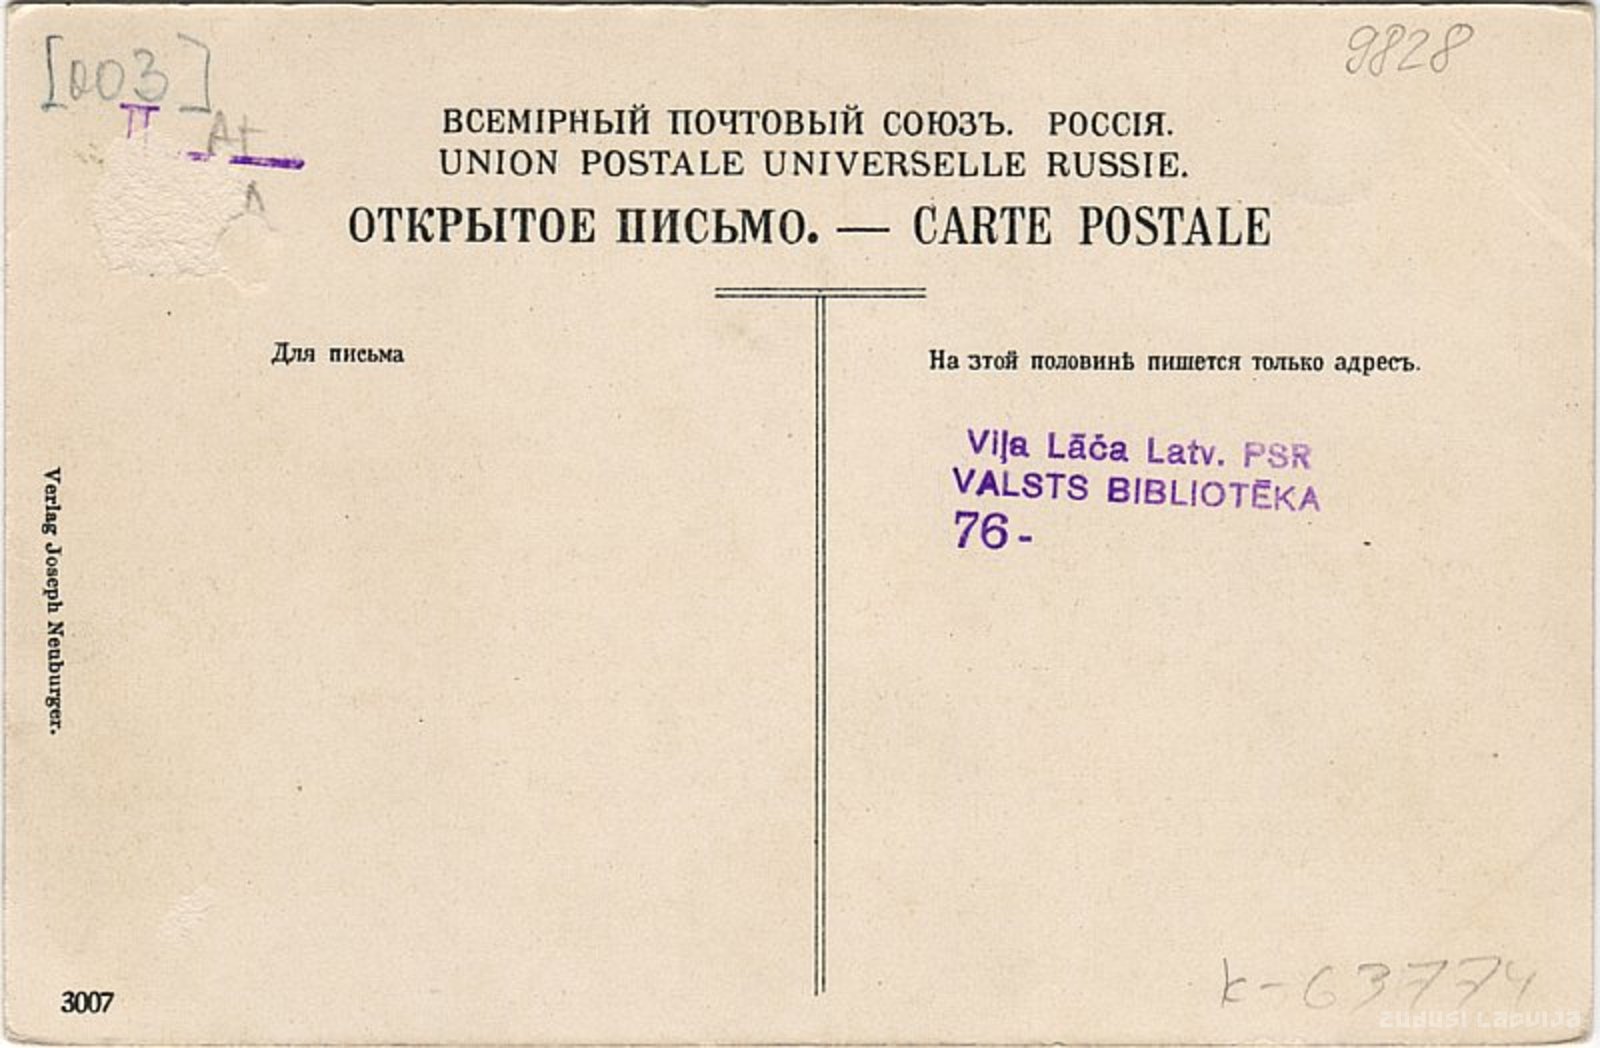 9828
[003]
II
A+
ВСЕМІРНЫЙ ПОЧТОВЫЙ СОЮЗЪ. РОССІЯ.
UNION POSTALE UNIVERSELLE RUSSIE.
ОТКРЫТОЕ ПИСЬМО. — CARTE POSTALE
Для письма
На этой половинѣ пишется только адресъ.
Viļa Lāča Latv. PSR
VALSTS BIBLIOTĒKA
76-
Verlag Joseph Neuburger.
3007
K-63774
ZUDUSI LATVIJA